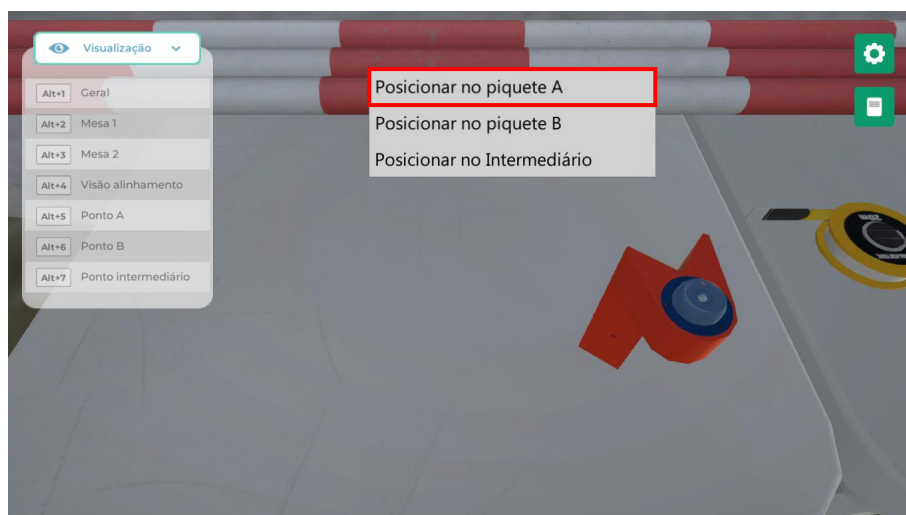 Visualização
Alt+1 Geral
Alt+2 Mesa 1
Alt+3 Mesa 2
Alt+4 Visão alinhamento
Alt+5 Ponto A
Alt+6 Ponto B
Alt+7 Ponto intermediário
Posicionar no piquete A
Posicionar no piquete B
Posicionar no Intermediário